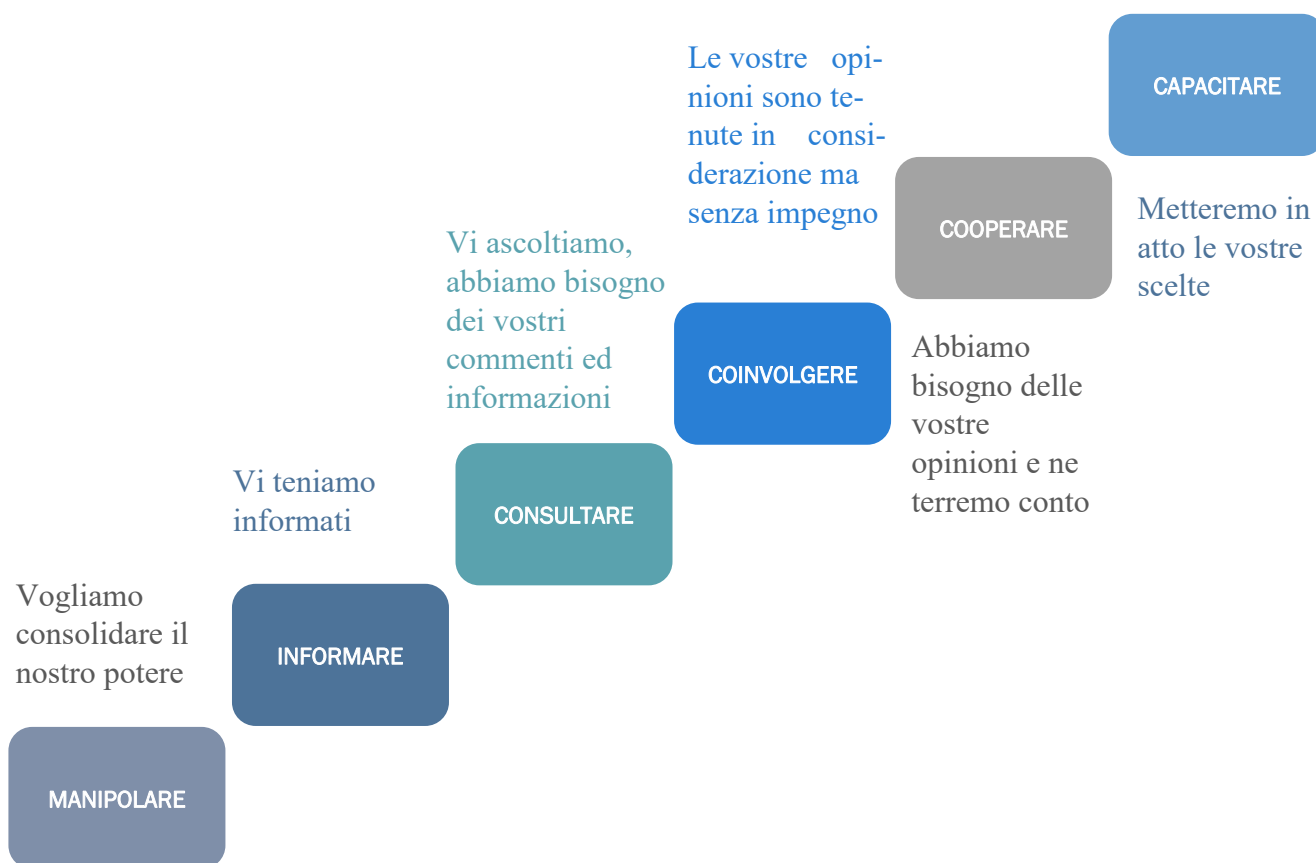 Vogliamo
consolidare il
nostro potere
MANIPOLARE
Vi teniamo
informati
INFORMARE
Vi ascoltiamo,
abbiamo bisogno
dei vostri
commenti ed
informazioni
CONSULTARE
Le vostre opi-
nioni sono te-
nute in consi-
derazione ma
senza impegno
COINVOLGERE
COOPERARE
Abbiamo
bisogno delle
vostre
opinioni e ne
terremo conto
CAPACITARE
Metteremo in
atto le vostre
scelte